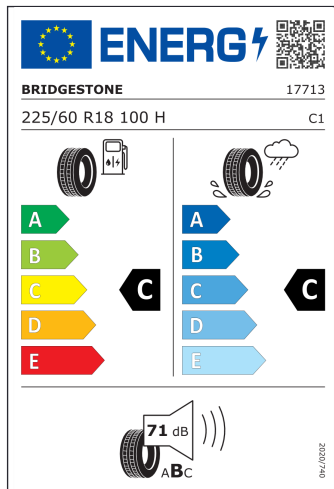 ENERG
BRIDGESTONE 17713
225/60 R18 100 H C1
A A
B B
C C C C
D D
E E
71 dB
ABC
2020/740